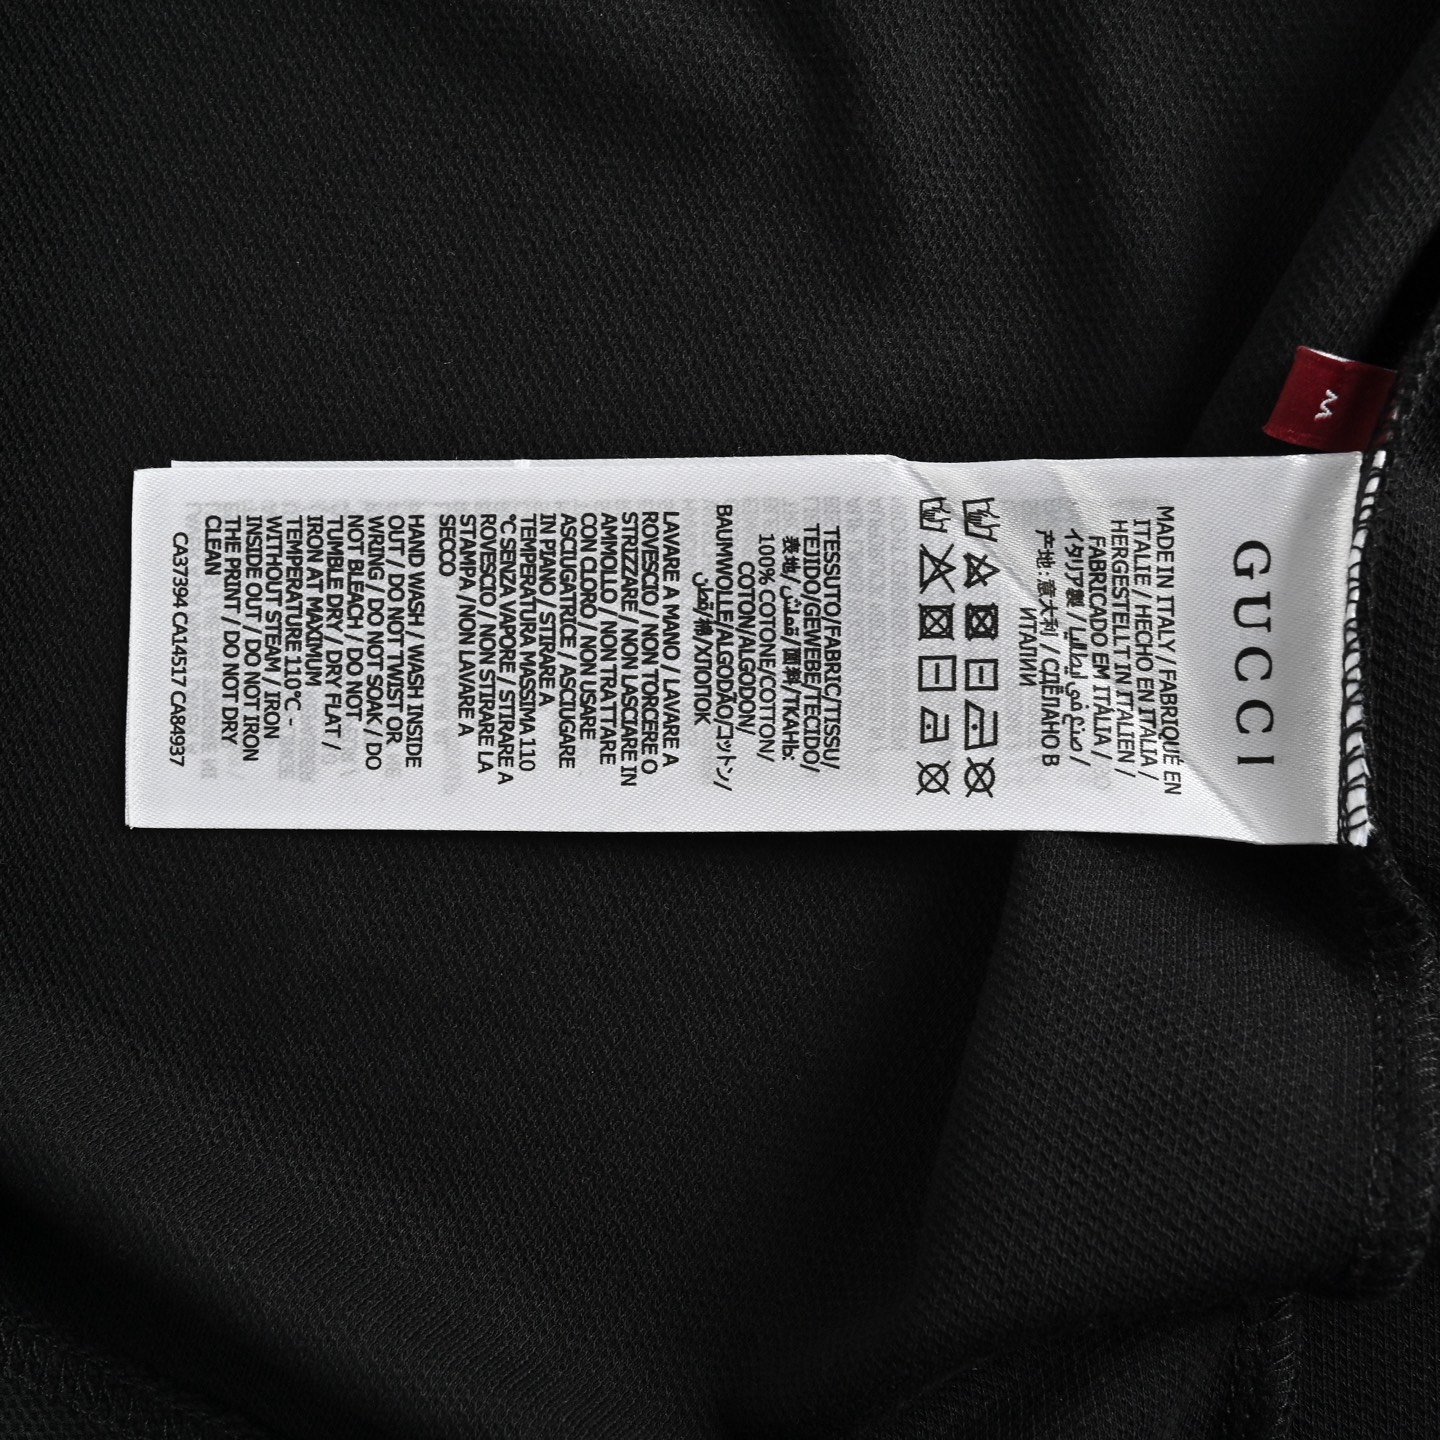 GUCCI
MADE IN ITALY / FABRIQUÉ EN
ITALIE / HECHO EN ITALIA /
HERGESTELLT IN ITALIEN /
FABRICADO EM ITALIA /
イタリア製 / صنع في إيطاليا /
产地: 意大利 / СДЕЛАНО В
ИТАЛИИ
TESSUTO/FABRIC/TISSU/
TEJIDO/GEWEBE/TECIDO/
表地/قماش/面料/ТКАНЬ:
100% COTONE/COTTON/
COTON/ALGODON/
BAUMWOLLE/ALGODÃO/コットン/
قطن/棉/ХЛОПОК
LAVARE A MANO / LAVARE A
ROVESCIO / NON TORCERE O
STRIZZARE / NON LASCIARE IN
AMMOLLO / NON TRATTARE
CON CLORO / NON USARE
ASCIUGATRICE / ASCIUGARE
IN PIANO / STIRARE A
TEMPERATURA MASSIMA 110
°C SENZA VAPORE / STIRARE A
ROVESCIO / NON STIRARE LA
STAMPA / NON LAVARE A
SECCO
HAND WASH / WASH INSIDE
OUT / DO NOT TWIST OR
WRING / DO NOT SOAK / DO
NOT BLEACH / DO NOT
TUMBLE DRY / DRY FLAT /
IRON AT MAXIMUM
TEMPERATURE 110°C -
WITHOUT STEAM / IRON
INSIDE OUT / DO NOT IRON
THE PRINT / DO NOT DRY
CLEAN
CA37394 CA14517 CA84937
M